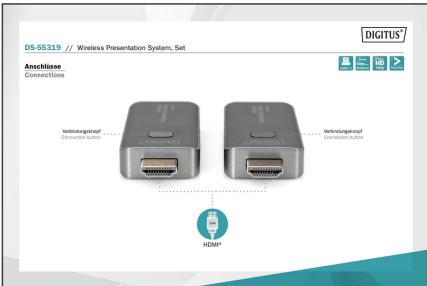 DIGITUS®
DS-55319 // Wireless Presentation System, Set
Anschlüsse
Connections
Verbindungsknopf
Connection button
Verbindungsknopf
Connection button
HDMI®